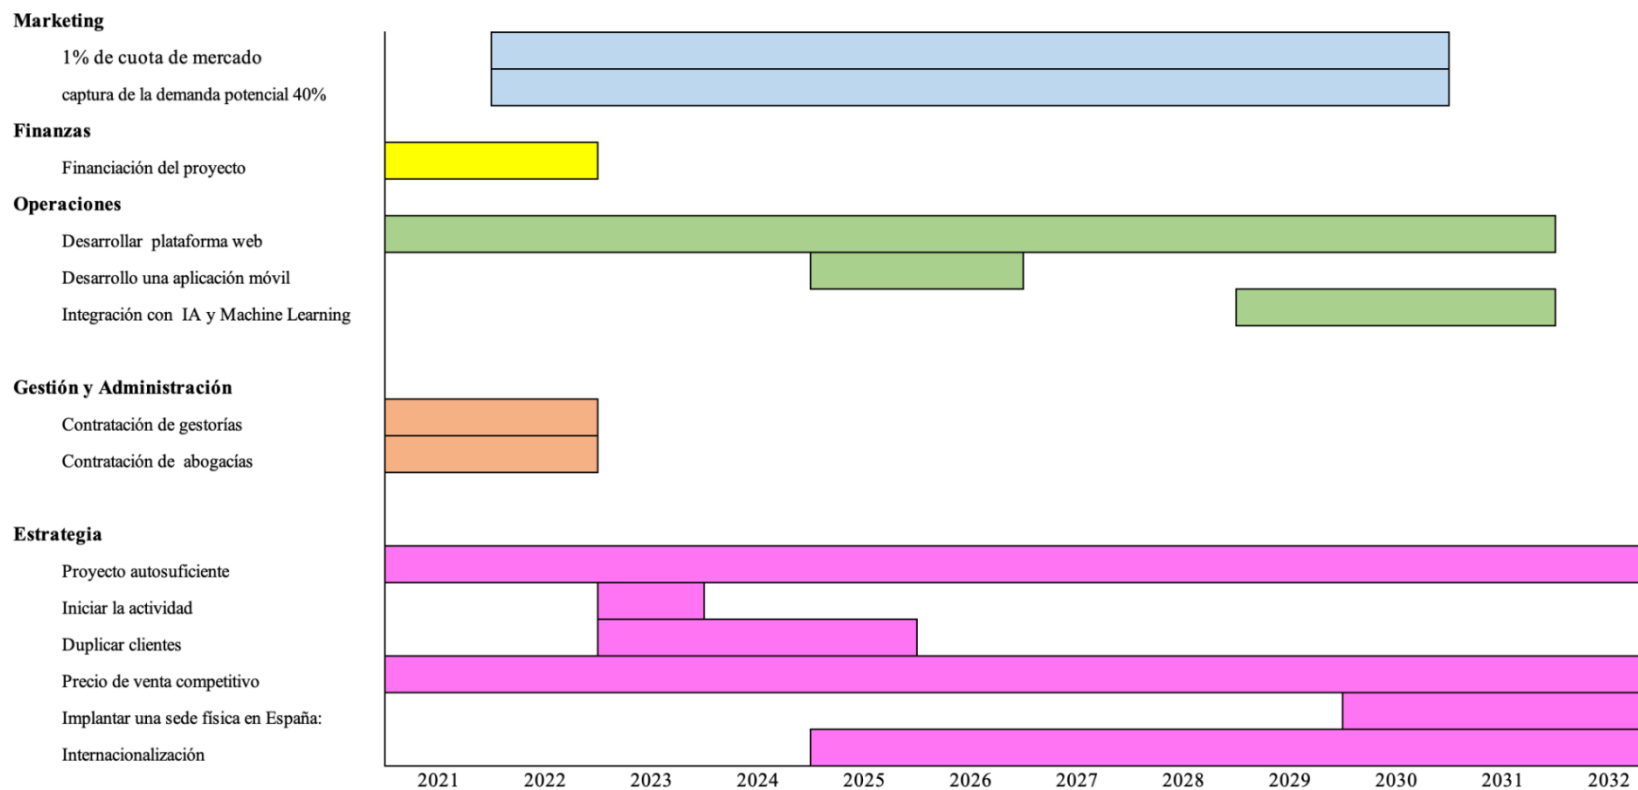 Marketing
1% de cuota de mercado
captura de la demanda potencial 40%
Finanzas
Financiación del proyecto
Operaciones
Desarrollar plataforma web
Desarrollo una aplicación móvil
Integración con IA y Machine Learning
Gestión y Administración
Contratación de gestorías
Contratación de abogacías
Estrategia
Proyecto autosuficiente
Iniciar la actividad
Duplicar clientes
Precio de venta competitivo
Implantar una sede física en España:
Internacionalización
2021 2022 2023 2024 2025 2026 2027 2028 2029 2030 2031 2032